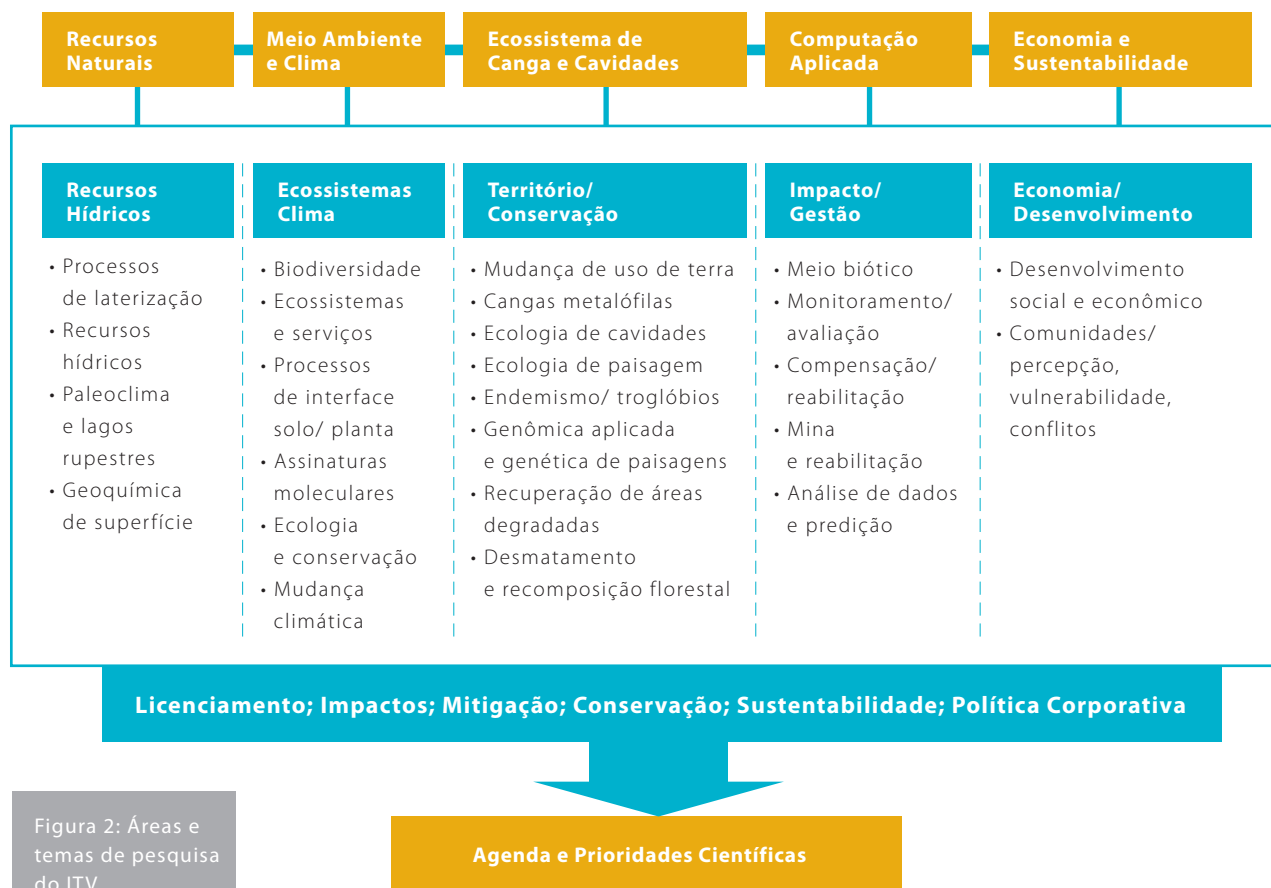 Recursos
Naturais
Meio Ambiente
e Clima
Ecossistema de
Canga e Cavidades
Computação
Aplicada
Economia e
Sustentabilidade
Recursos
Hídricos
• Processos
de laterização
• Recursos
hídricos
• Paleoclima
e lagos
rupestres
• Geoquímica
de superfície
Ecossistemas
Clima
• Biodiversidade
• Ecossistemas
e serviços
• Processos
de interface
solo/ planta
• Assinaturas
moleculares
• Ecologia
e conservação
• Mudança
climática
Território/
Conservação
• Mudança de uso de terra
• Cangas metalófilas
• Ecologia de cavidades
• Ecologia de paisagem
• Endemismo/ troglóbios
• Genômica aplicada
e genética de paisagens
• Recuperação de áreas
degradadas
• Desmatamento
e recomposição florestal
Impacto/
Gestão
• Meio biótico
• Monitoramento/
avaliação
• Compensação/
reabilitação
• Mina
e reabilitação
• Análise de dados
e predição
Economia/
Desenvolvimento
• Desenvolvimento
social e econômico
• Comunidades/
percepção,
vulnerabilidade,
conflitos
Licenciamento; Impactos; Mitigação; Conservação; Sustentabilidade; Política Corporativa
Agenda e Prioridades Científicas
Figura 2: Áreas e
temas de pesquisa
do ITV